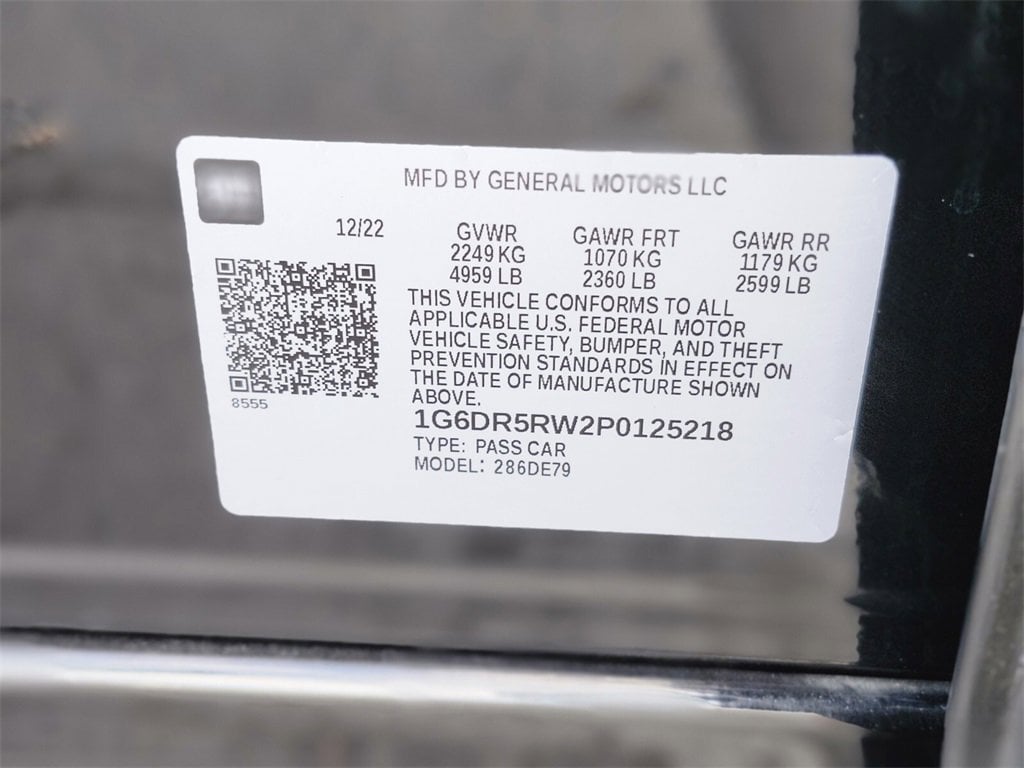 MFD BY GENERAL MOTORS LLC
12/22 GVWR GAWR FRT GAWR RR
2249 KG 1070 KG 1179 KG
4959 LB 2360 LB 2599 LB
THIS VEHICLE CONFORMS TO ALL
APPLICABLE U.S. FEDERAL MOTOR
VEHICLE SAFETY, BUMPER, AND THEFT
PREVENTION STANDARDS IN EFFECT ON
THE DATE OF MANUFACTURE SHOWN
ABOVE.
8555
1G6DR5RW2P0125218
TYPE: PASS CAR
MODEL: 286DE79